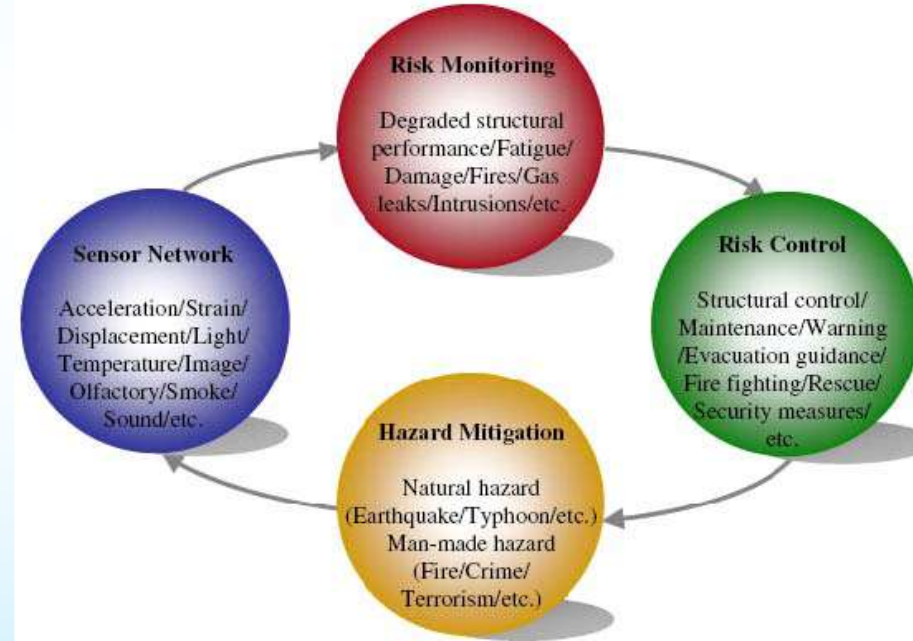 Risk Monitoring
Degraded structural
performance/Fatigue/
Damage/Fires/Gas
leaks/Intrusions/etc.
Sensor Network
Acceleration/Strain/
Displacement/Light/
Temperature/Image/
Olfactory/Smoke/
Sound/etc.
Risk Control
Structural control/
Maintenance/Warning
/Evacuation guidance/
Fire fighting/Rescue/
Security measures/
etc.
Hazard Mitigation
Natural hazard
(Earthquake/Typhoon/etc.)
Man-made hazard
(Fire/Crime/
Terrorism/etc.)